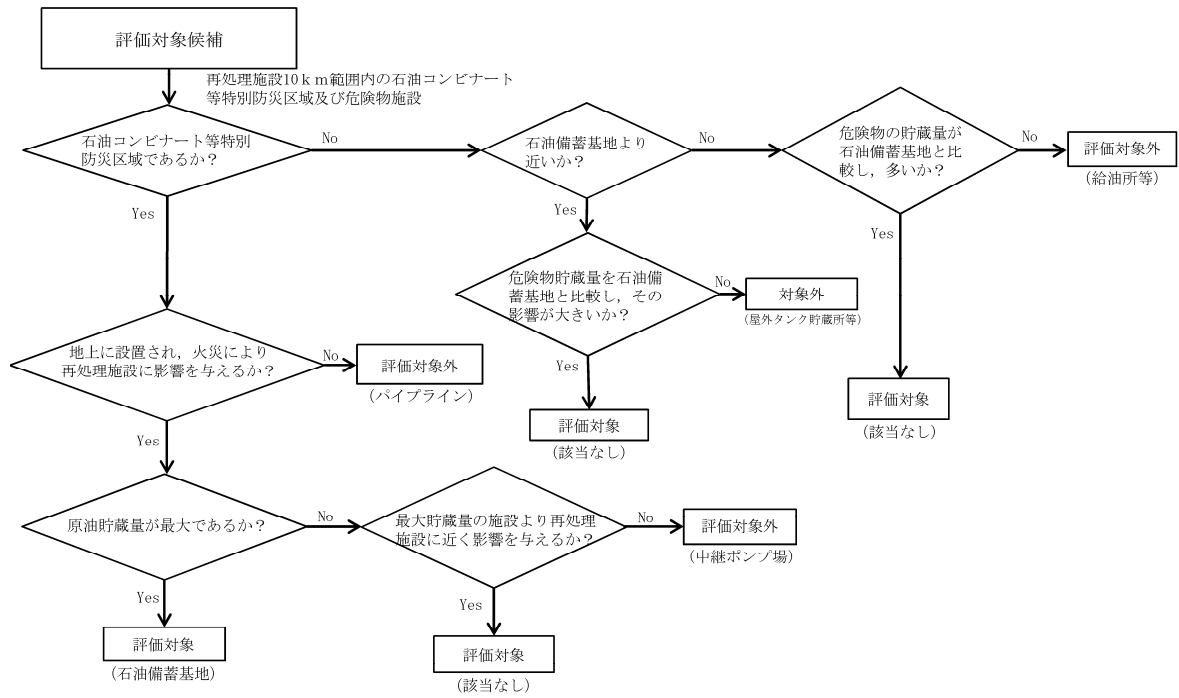 評価対象候補
再処理施設10ｋｍ範囲内の石油コンビナート
等特別防災区域及び危険物施設
石油コンビナート等特別
防災区域であるか？
No
石油備蓄基地より
近いか？
No
危険物の貯蔵量が
石油備蓄基地と比
較し，多いか？
No
評価対象外
（給油所等）
Yes
Yes
Yes
危険物貯蔵量を石油備
蓄基地と比較し，その
影響が大きいか？
No
対象外
（屋外タンク貯蔵所等）
地上に設置され，火災により
再処理施設に影響を与えるか？
No
評価対象外
（パイプライン）
Yes
評価対象
（該当なし）
評価対象
（該当なし）
Yes
原油貯蔵量が最大であるか？
No
最大貯蔵量の施設より再処理
施設に近く影響を与えるか？
No
評価対象外
（中継ポンプ場）
Yes
Yes
評価対象
（石油備蓄基地）
評価対象
（該当なし）